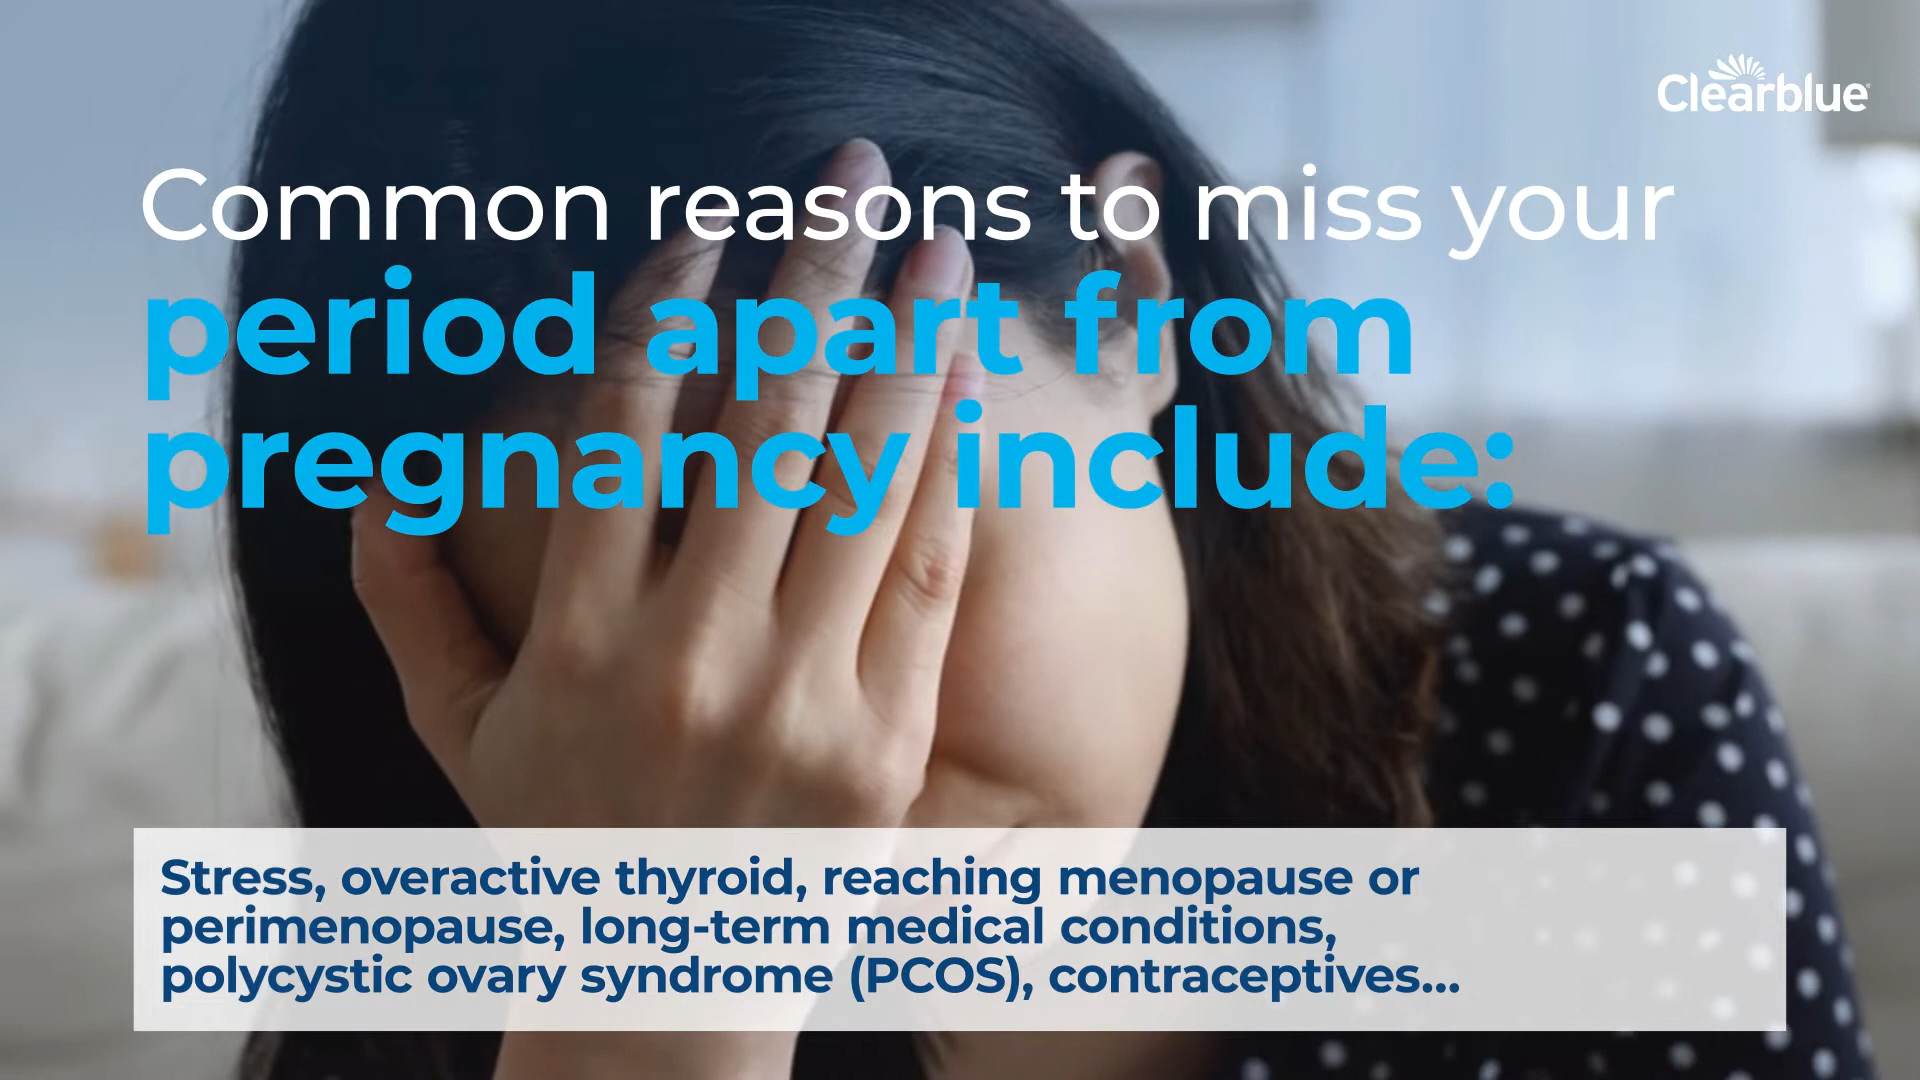 Clearblue
Common reasons to miss your
period apart from
pregnancy include:
Stress, overactive thyroid, reaching menopause or
perimenopause, long-term medical conditions,
polycystic ovary syndrome (PCOS), contraceptives...